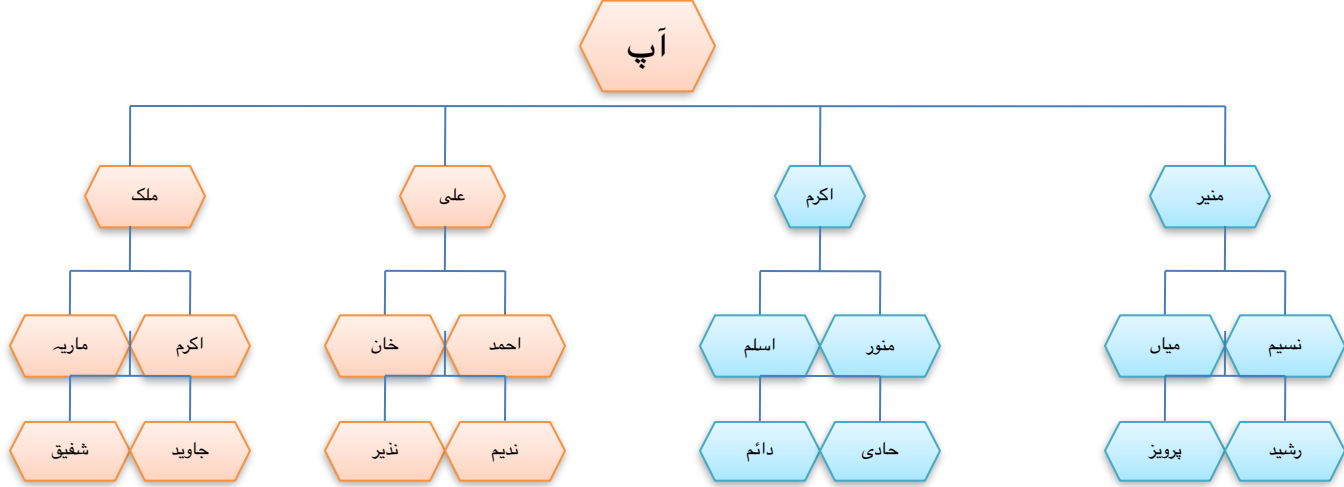 آپ
منیر
اکرم
علی
ملک
نسیم
میاں
منور
اسلم
احمد
خان
اکرم
ماریہ
رشید
پرویز
حادی
دائم
ندیم
نذیر
جاوید
شفیق